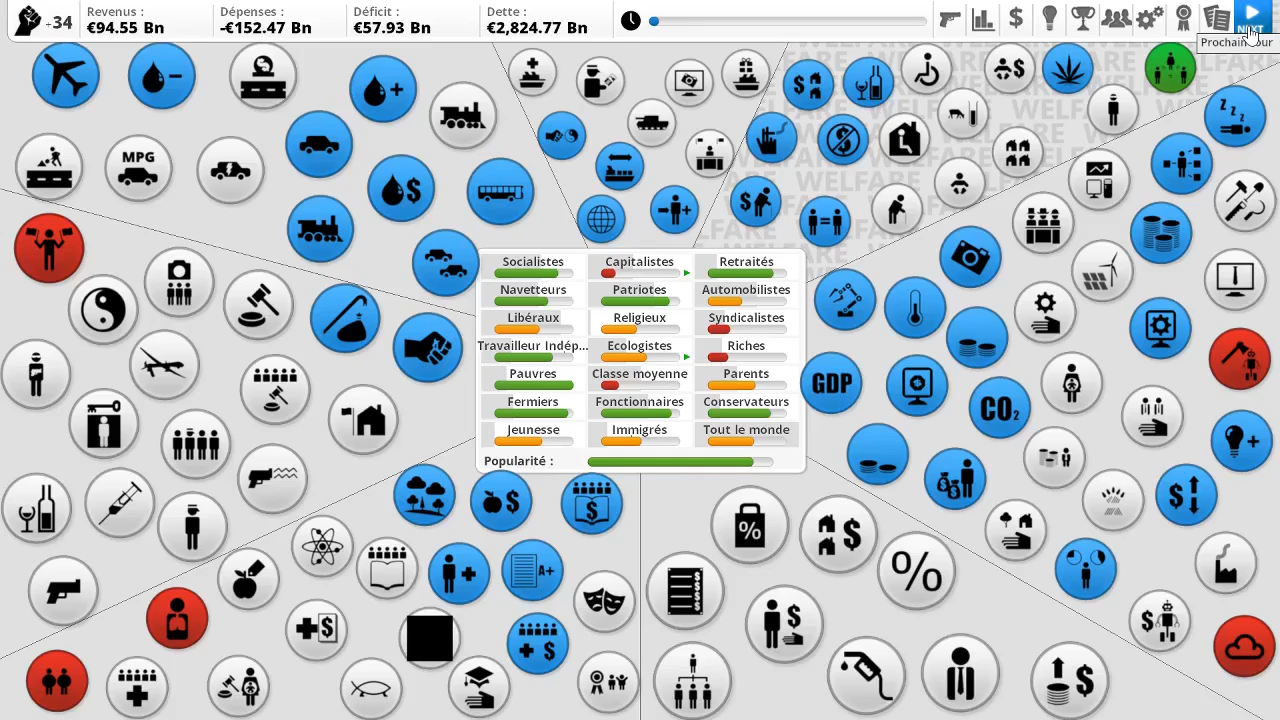 +34
Revenus :
€94.55 Bn
Dépenses :
-€152.47 Bn
Déficit :
€57.93 Bn
Dette :
€2,824.77 Bn
NEXT
Prochain
WELFARE WELFARE
WELFARE
WELFARE
MPG
Z Z Z
Socialistes
Capitalistes
Retraités
Navetteurs
Patriotes
Automobilistes
Libéraux
Religieux
Syndicalistes
Travailleur Indép...
Ecologistes
Riches
Pauvres
Classe moyenne
Parents
Fermiers
Fonctionnaires
Conservateurs
Jeunesse
Immigrés
Tout le monde
Popularité :
GDP
CO₂
A+
%
%